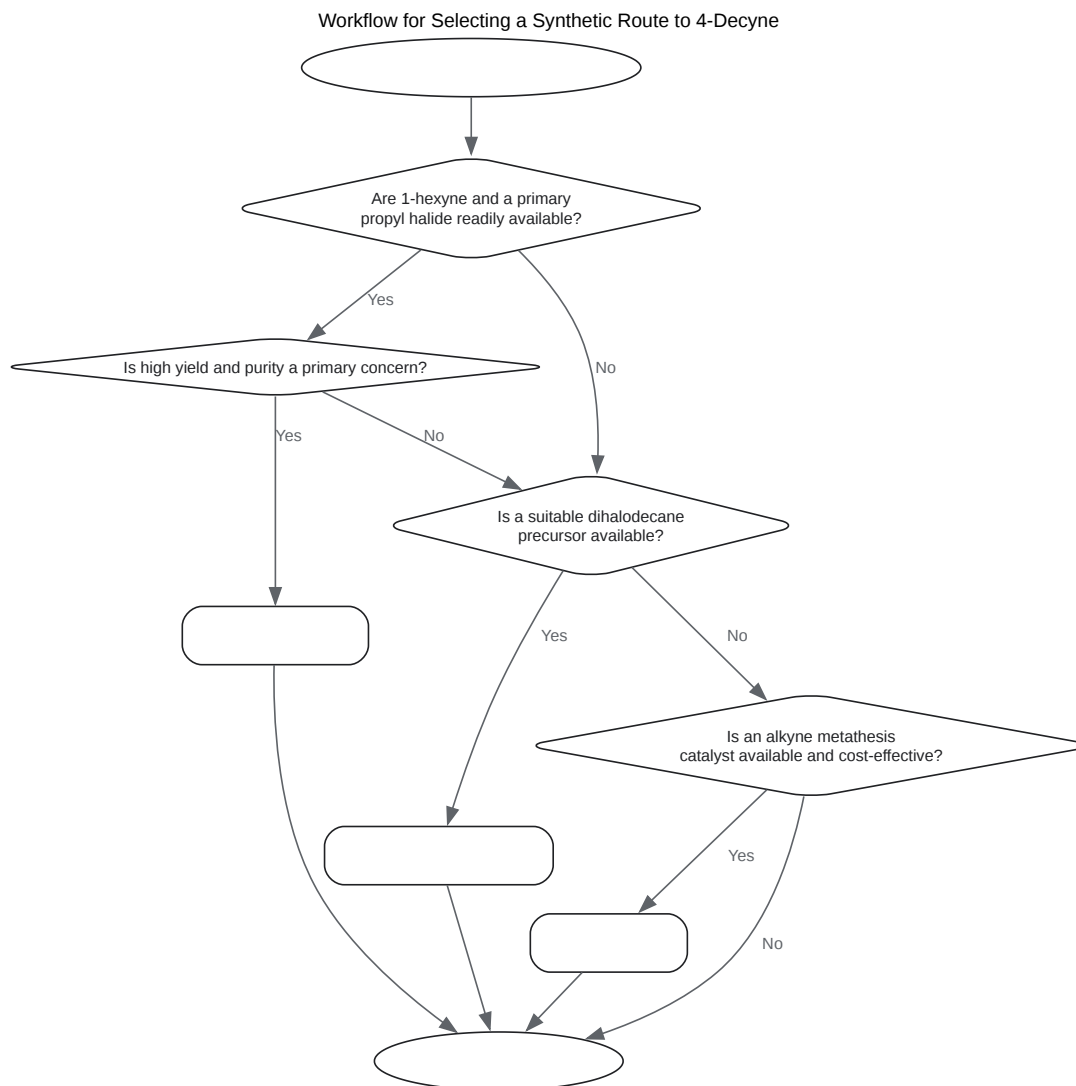 Workflow for Selecting a Synthetic Route to 4-Decyne
Are 1-hexyne and a primary
propyl halide readily available?
Yes
Is high yield and purity a primary concern?
No
Yes
No
Is a suitable dihalodecane
precursor available?
Yes
No
Is an alkyne metathesis
catalyst available and cost-effective?
Yes
No